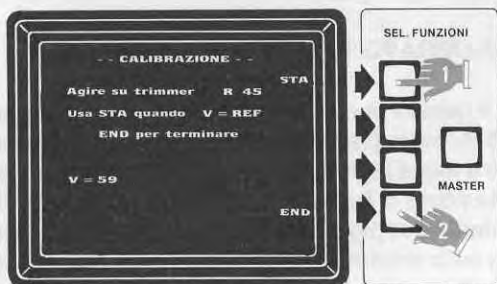 - - CALIBRAZIONE - -
STA
Agire su trimmer R 45
Usa STA quando V = REF
END per terminare
V = 59
END
SEL. FUNZIONI
1
MASTER
2